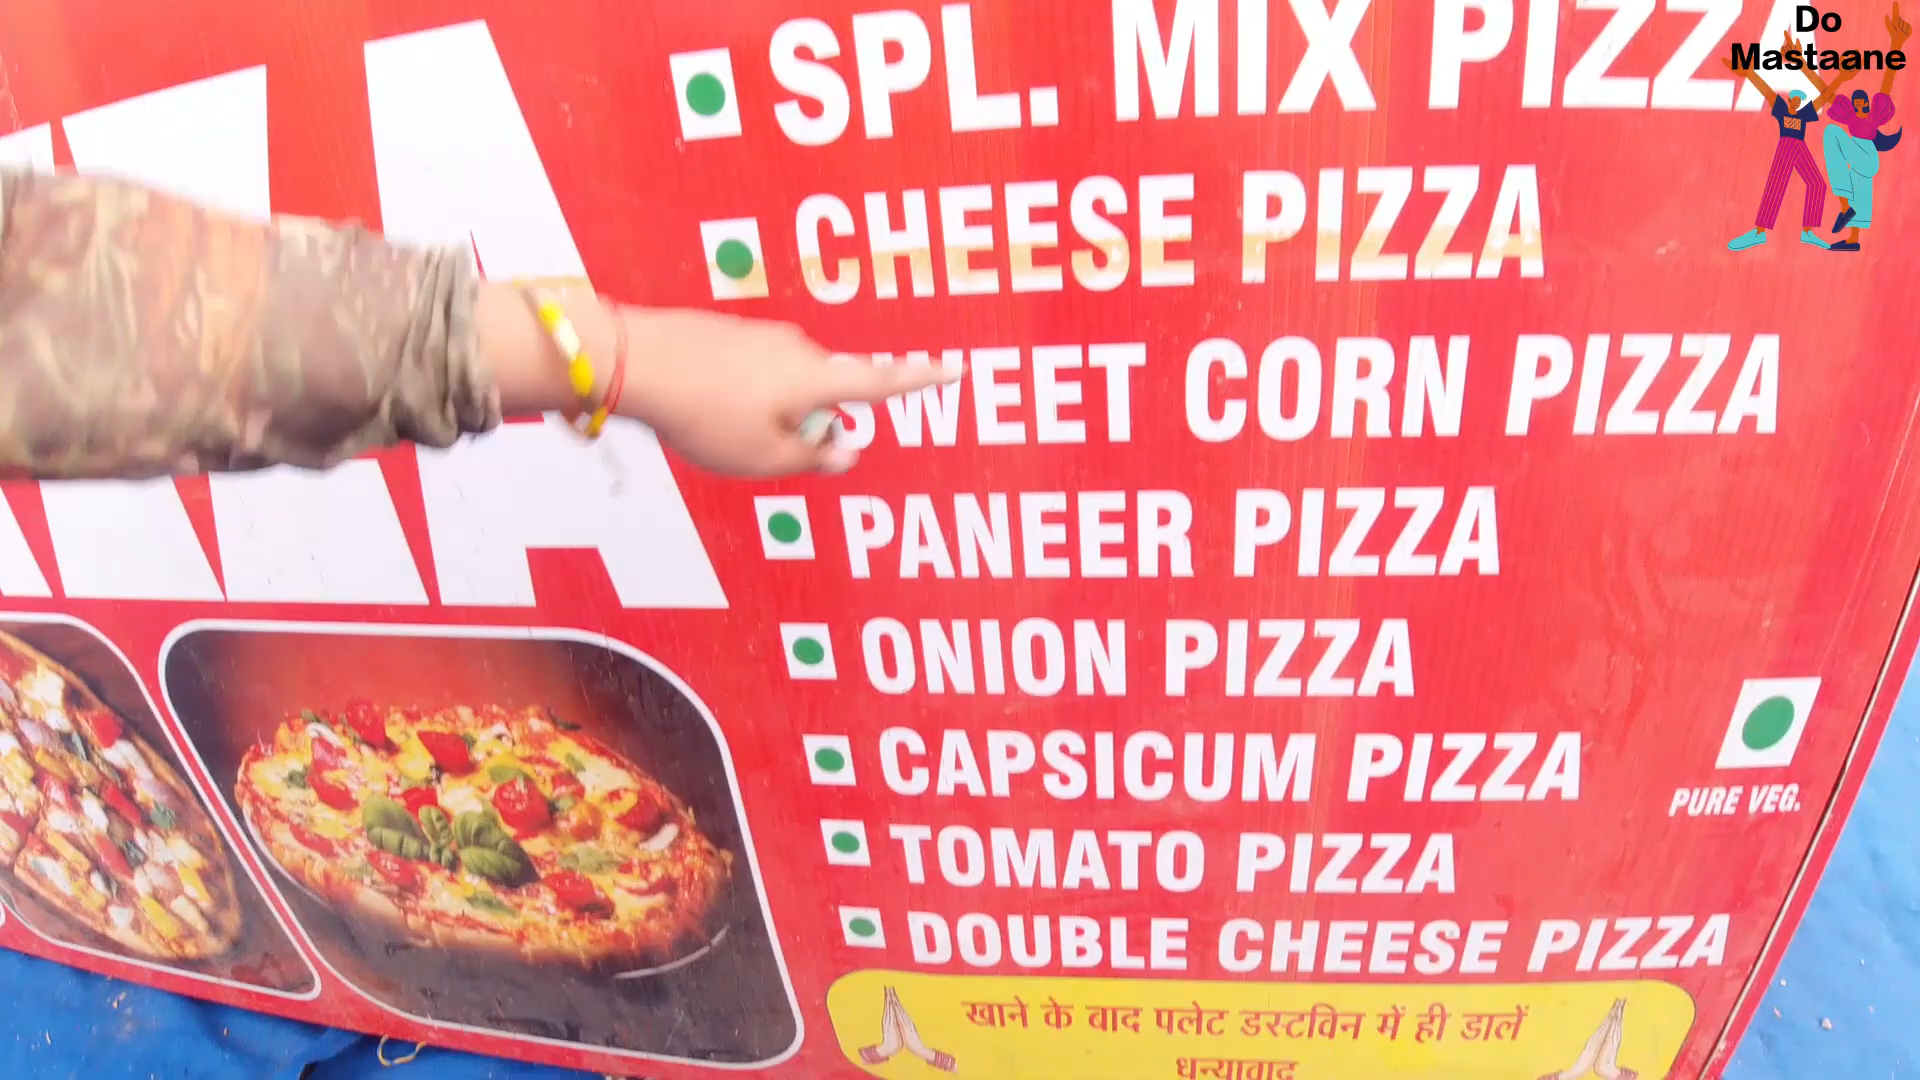 Do
Mastaane
SPL. MIX PIZZA
CHEESE PIZZA
SWEET CORN PIZZA
PANEER PIZZA
ONION PIZZA
CAPSICUM PIZZA
TOMATO PIZZA
DOUBLE CHEESE PIZZA
PURE VEG.
खाने के बाद पलेट डस्टविन में ही डालें
धन्यावाद